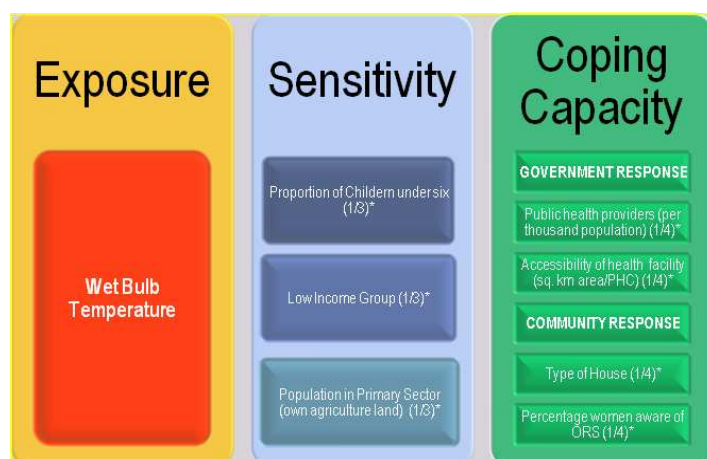 Exposure
Wet Bulb
Temperature
Sensitivity
Proportion of Childern under six
(1/3)*
Low Income Group (1/3)*
Population in Primary Sector
(own agriculture land) (1/3)*
Coping
Capacity
GOVERNMENT RESPONSE
Public health providers (per
thousand population) (1/4)*
Accessibility of health facility
(sq. km area/PHC) (1/4)*
COMMUNITY RESPONSE
Type of House (1/4)*
Percentage women aware of
ORS (1/4)*